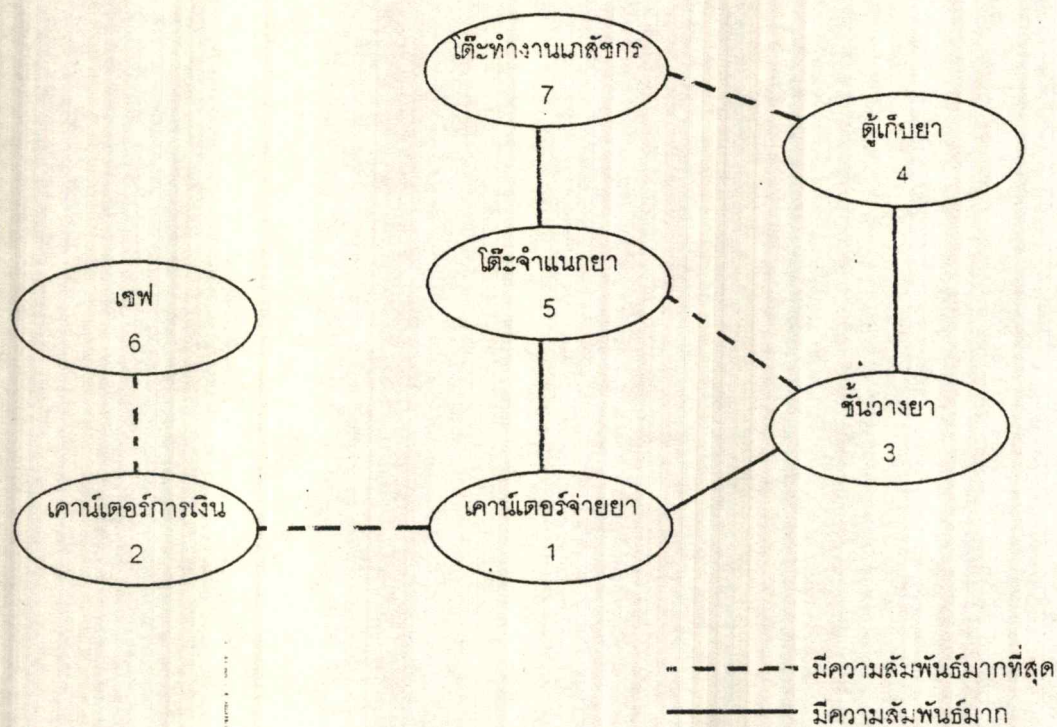 โต๊ะทำงานเภสัชกร
7
ตู้เก็บยา
4
โต๊ะจำแนกยา
5
เซฟ
6
ชั้นวางยา
3
เคาน์เตอร์การเงิน
2
เคาน์เตอร์จ่ายยา
1
มีความสัมพันธ์มากที่สุด
มีความสัมพันธ์มาก